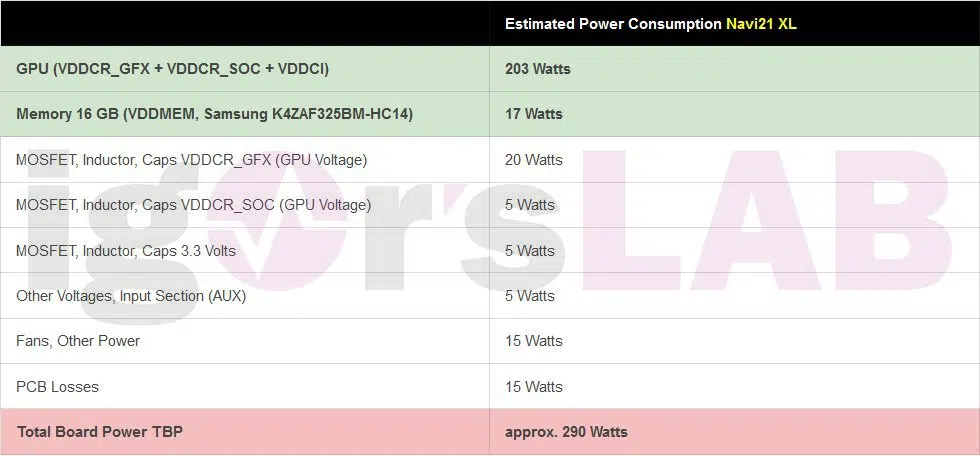 Estimated Power Consumption Navi21 XL
GPU (VDDCR_GFX + VDDCR_SOC + VDDCI) 203 Watts
Memory 16 GB (VDDMEM, Samsung K4ZAF325BM-HC14) 17 Watts
MOSFET, Inductor, Caps VDDCR_GFX (GPU Voltage) 20 Watts
MOSFET, Inductor, Caps VDDCR_SOC (GPU Voltage) 5 Watts
MOSFET, Inductor, Caps 3.3 Volts 5 Watts
Other Voltages, Input Section (AUX) 5 Watts
Fans, Other Power 15 Watts
PCB Losses 15 Watts
Total Board Power TBP approx. 290 Watts
igorsLAB